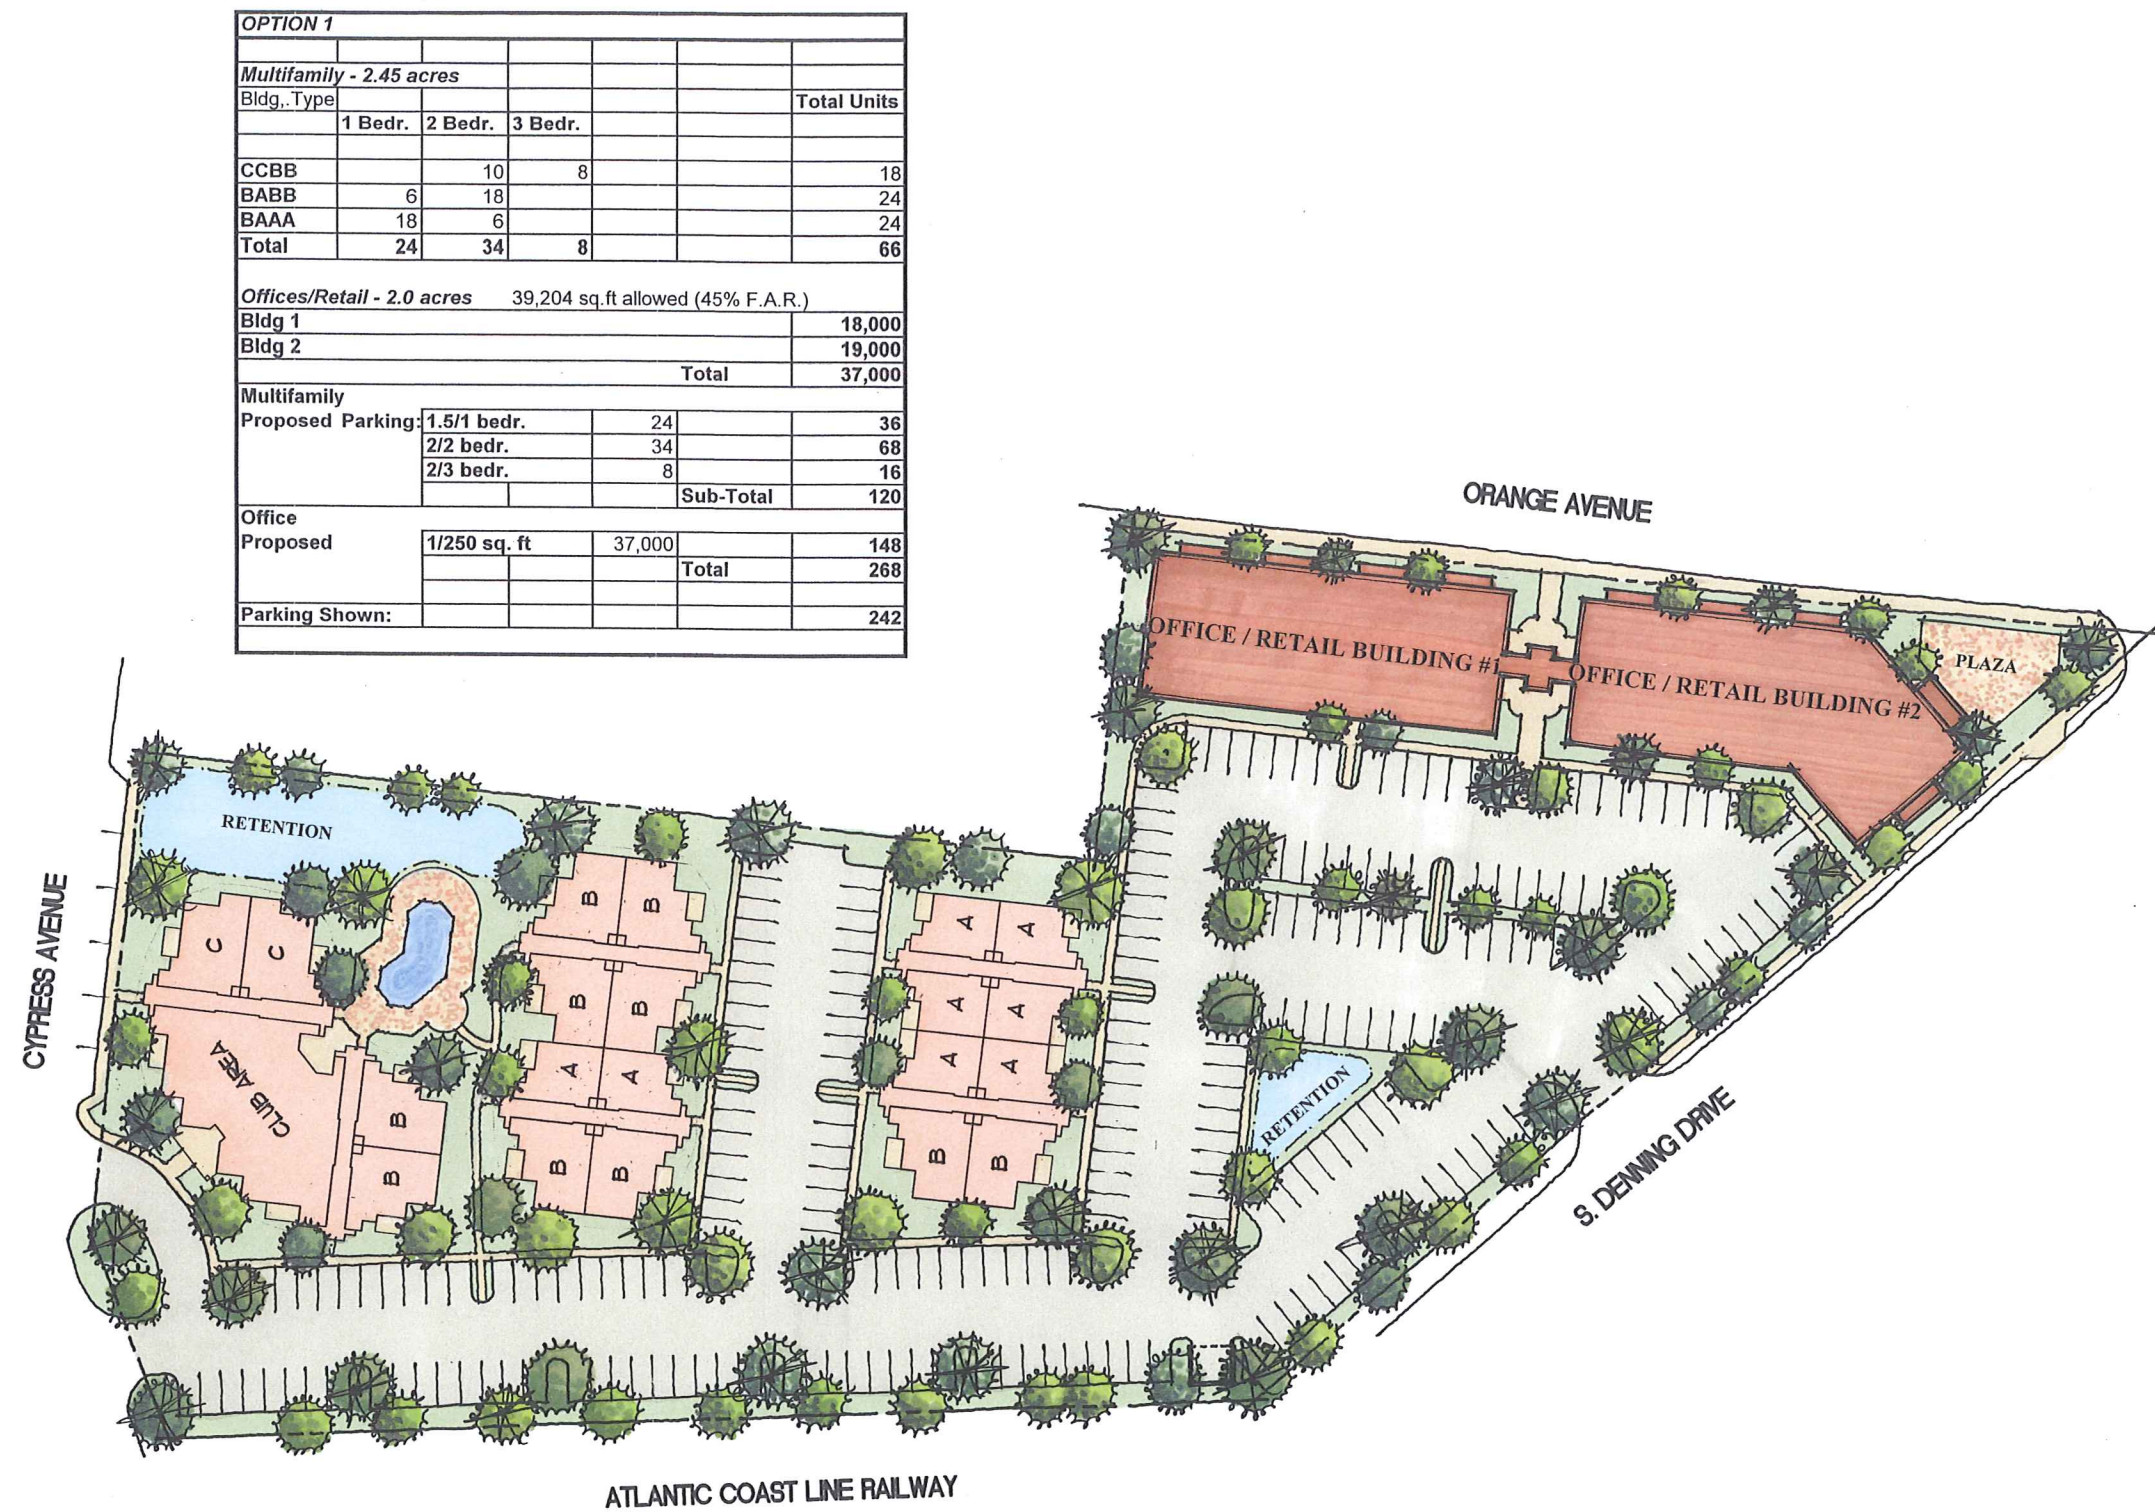 OPTION 1
Multifamily - 2.45 acres
Bldg,.Type Total Units
1 Bedr. 2 Bedr. 3 Bedr.
CCBB 10 8 18
BABB 6 18 24
BAAA 18 6 24
Total 24 34 8 66
Offices/Retail - 2.0 acres 39,204 sq.ft allowed (45% F.A.R.)
Bldg 1 18,000
Bldg 2 19,000
Total 37,000
Multifamily
Proposed Parking: 1.5/1 bedr. 24 36
2/2 bedr. 34 68
2/3 bedr. 8 16
Sub-Total 120
Office
Proposed 1/250 sq. ft 37,000 148
Total 268
Parking Shown: 242
ORANGE AVENUE
OFFICE / RETAIL BUILDING #1
OFFICE / RETAIL BUILDING #2
PLAZA
RETENTION
CYPRESS AVENUE
C C
CLUB AREA
B
B
B B
B B
A A
B B
A A
A A
A A
B B
RETENTION
S. DENNING DRIVE
ATLANTIC COAST LINE RAILWAY